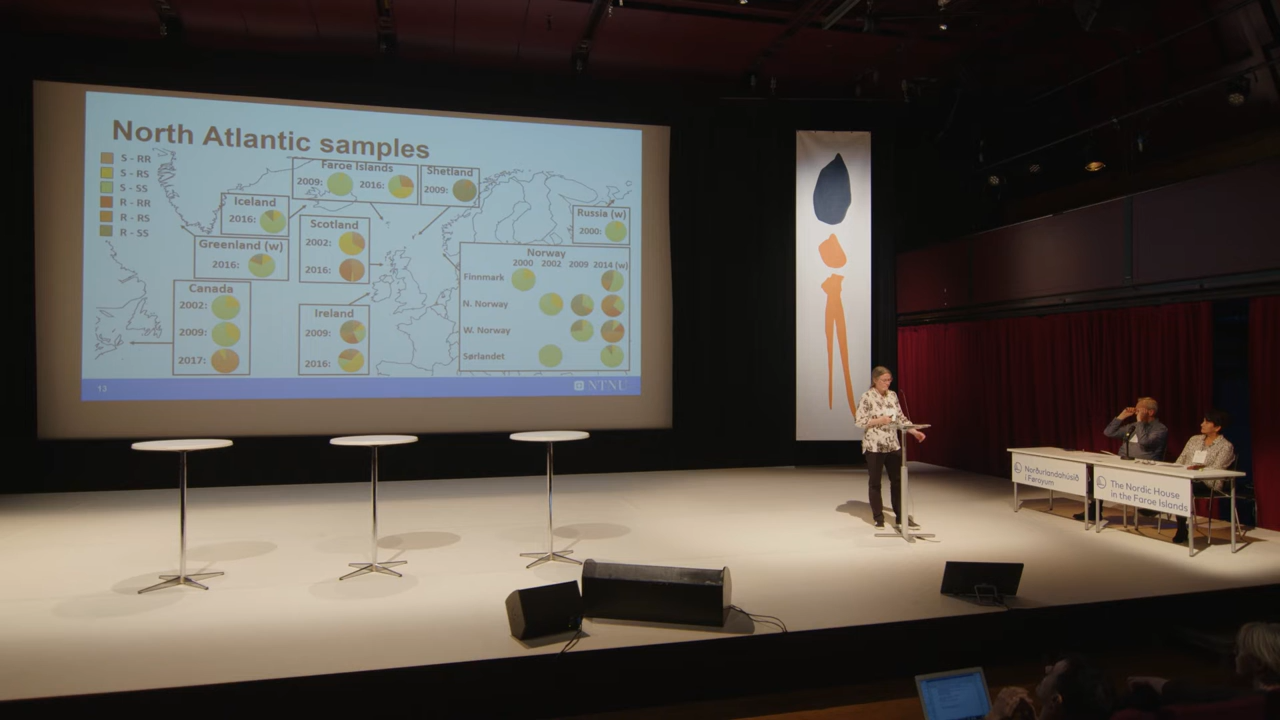 North Atlantic samples
S - RR
S - RS
S - SS
R - RR
R - RS
R - SS
Faroe Islands
2009: 2016:
Shetland
2009:
Iceland
2016:
Scotland
2002:
2016:
Russia (w)
2000:
Greenland (w)
2016:
Canada
2002:
2009:
2017:
Ireland
2009:
2016:
Norway
2000 2002 2009 2014 (w)
Finnmark
N. Norway
W. Norway
Sørlandet
13
NTNU
Norðurlandahúsið
í Føroyum
The Nordic House
in the Faroe Islands